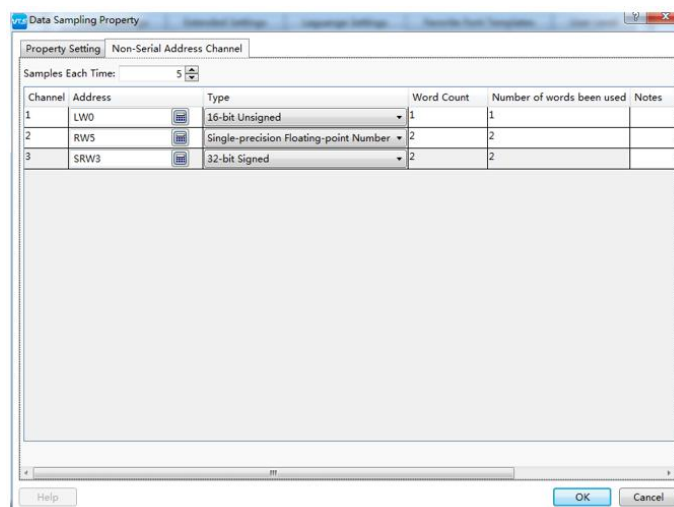 VTS Data Sampling Property
Property Setting Non-Serial Address Channel
Samples Each Time: 5
Channel Address Type Word Count Number of words been used Notes
1 LW0 16-bit Unsigned 1 1
2 RW5 Single-precision Floating-point Number 2 2
3 SRW3 32-bit Signed 2 2
Help OK Cancel